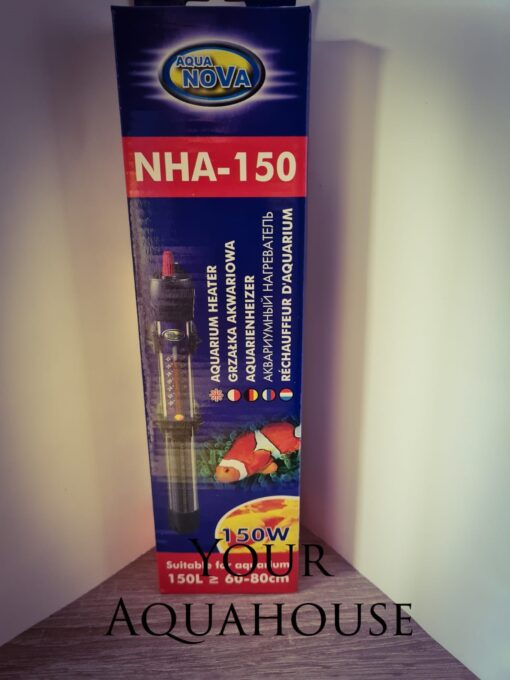 AQUA
NOVA
NHA-150
AQUARIUM HEATER
GRZAŁKA AKWARIOWA
AQUARIENHEIZER
АКВАРИУМНЫЙ НАГРЕВАТЕЛЬ
RÉCHAUFFEUR D'AQUARIUM
150W
Suitable for aquarium
150L ≥ 60-80cm
YOUR
AQUAHOUSE